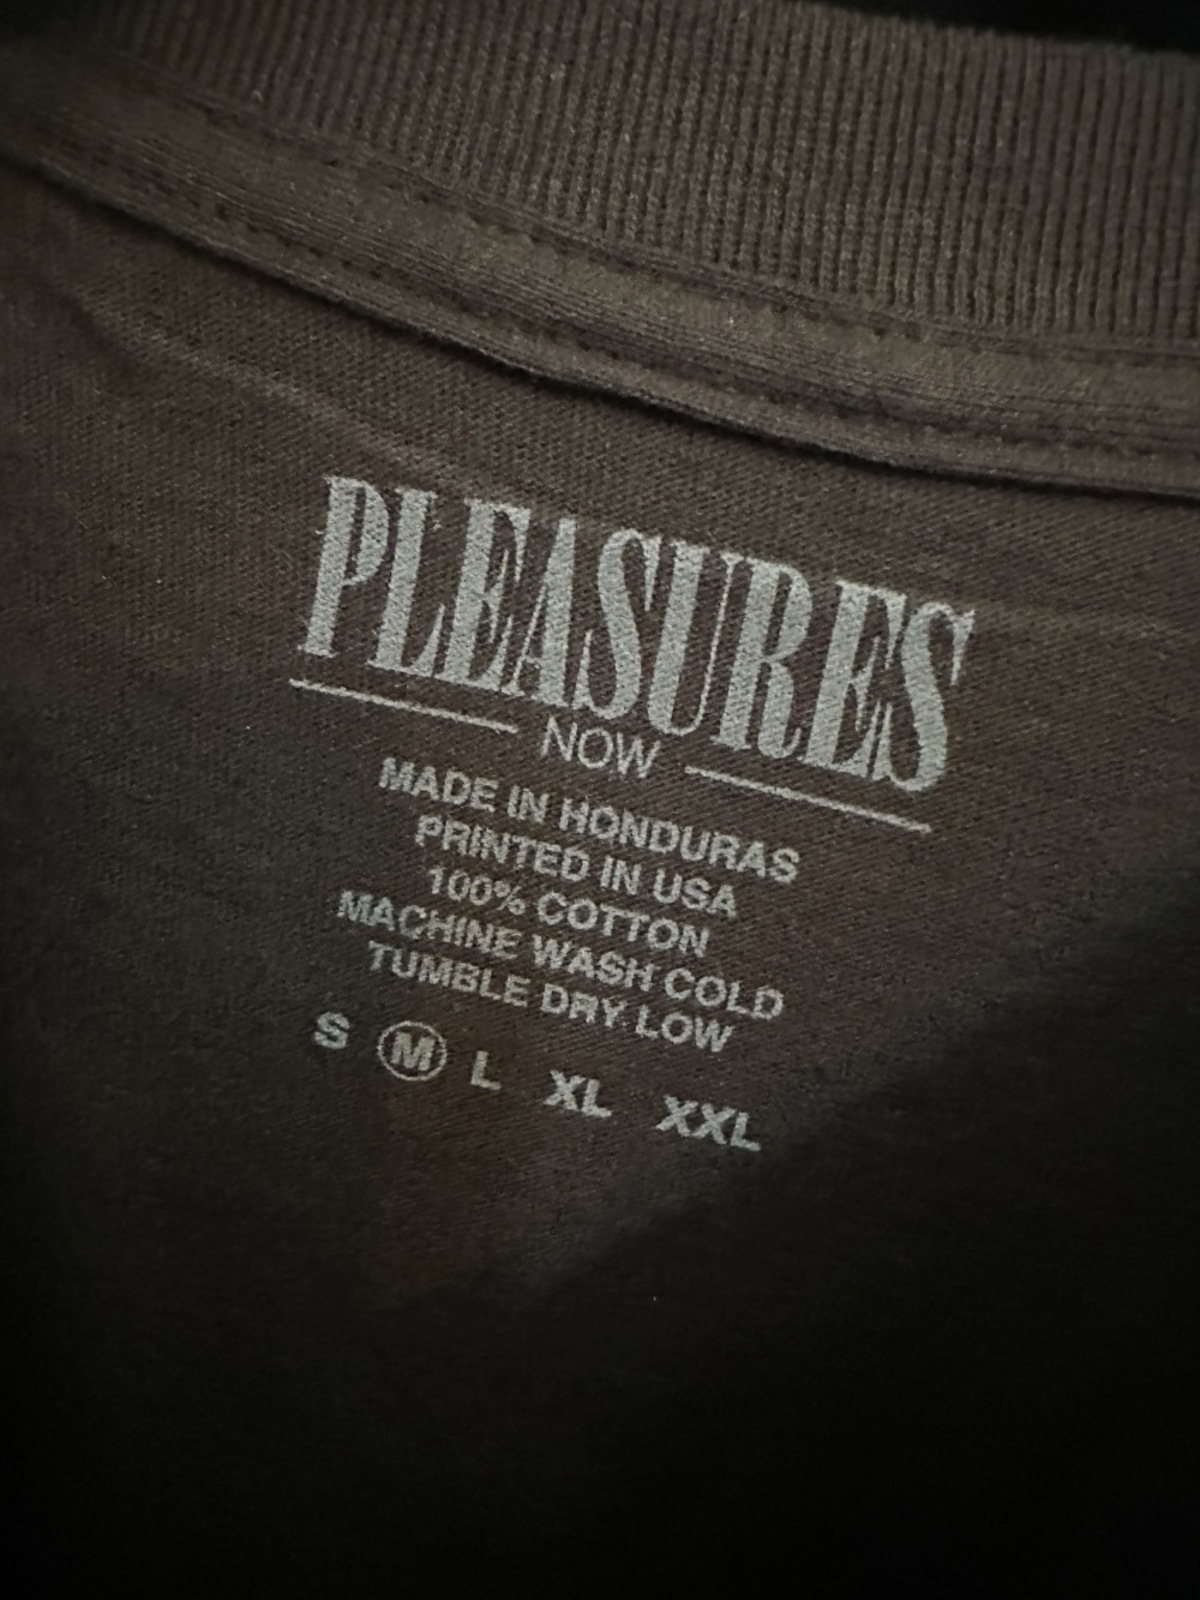 PLEASURES
NOW
MADE IN HONDURAS
PRINTED IN USA
100% COTTON
MACHINE WASH COLD
TUMBLE DRY LOW
S M L XL XXL